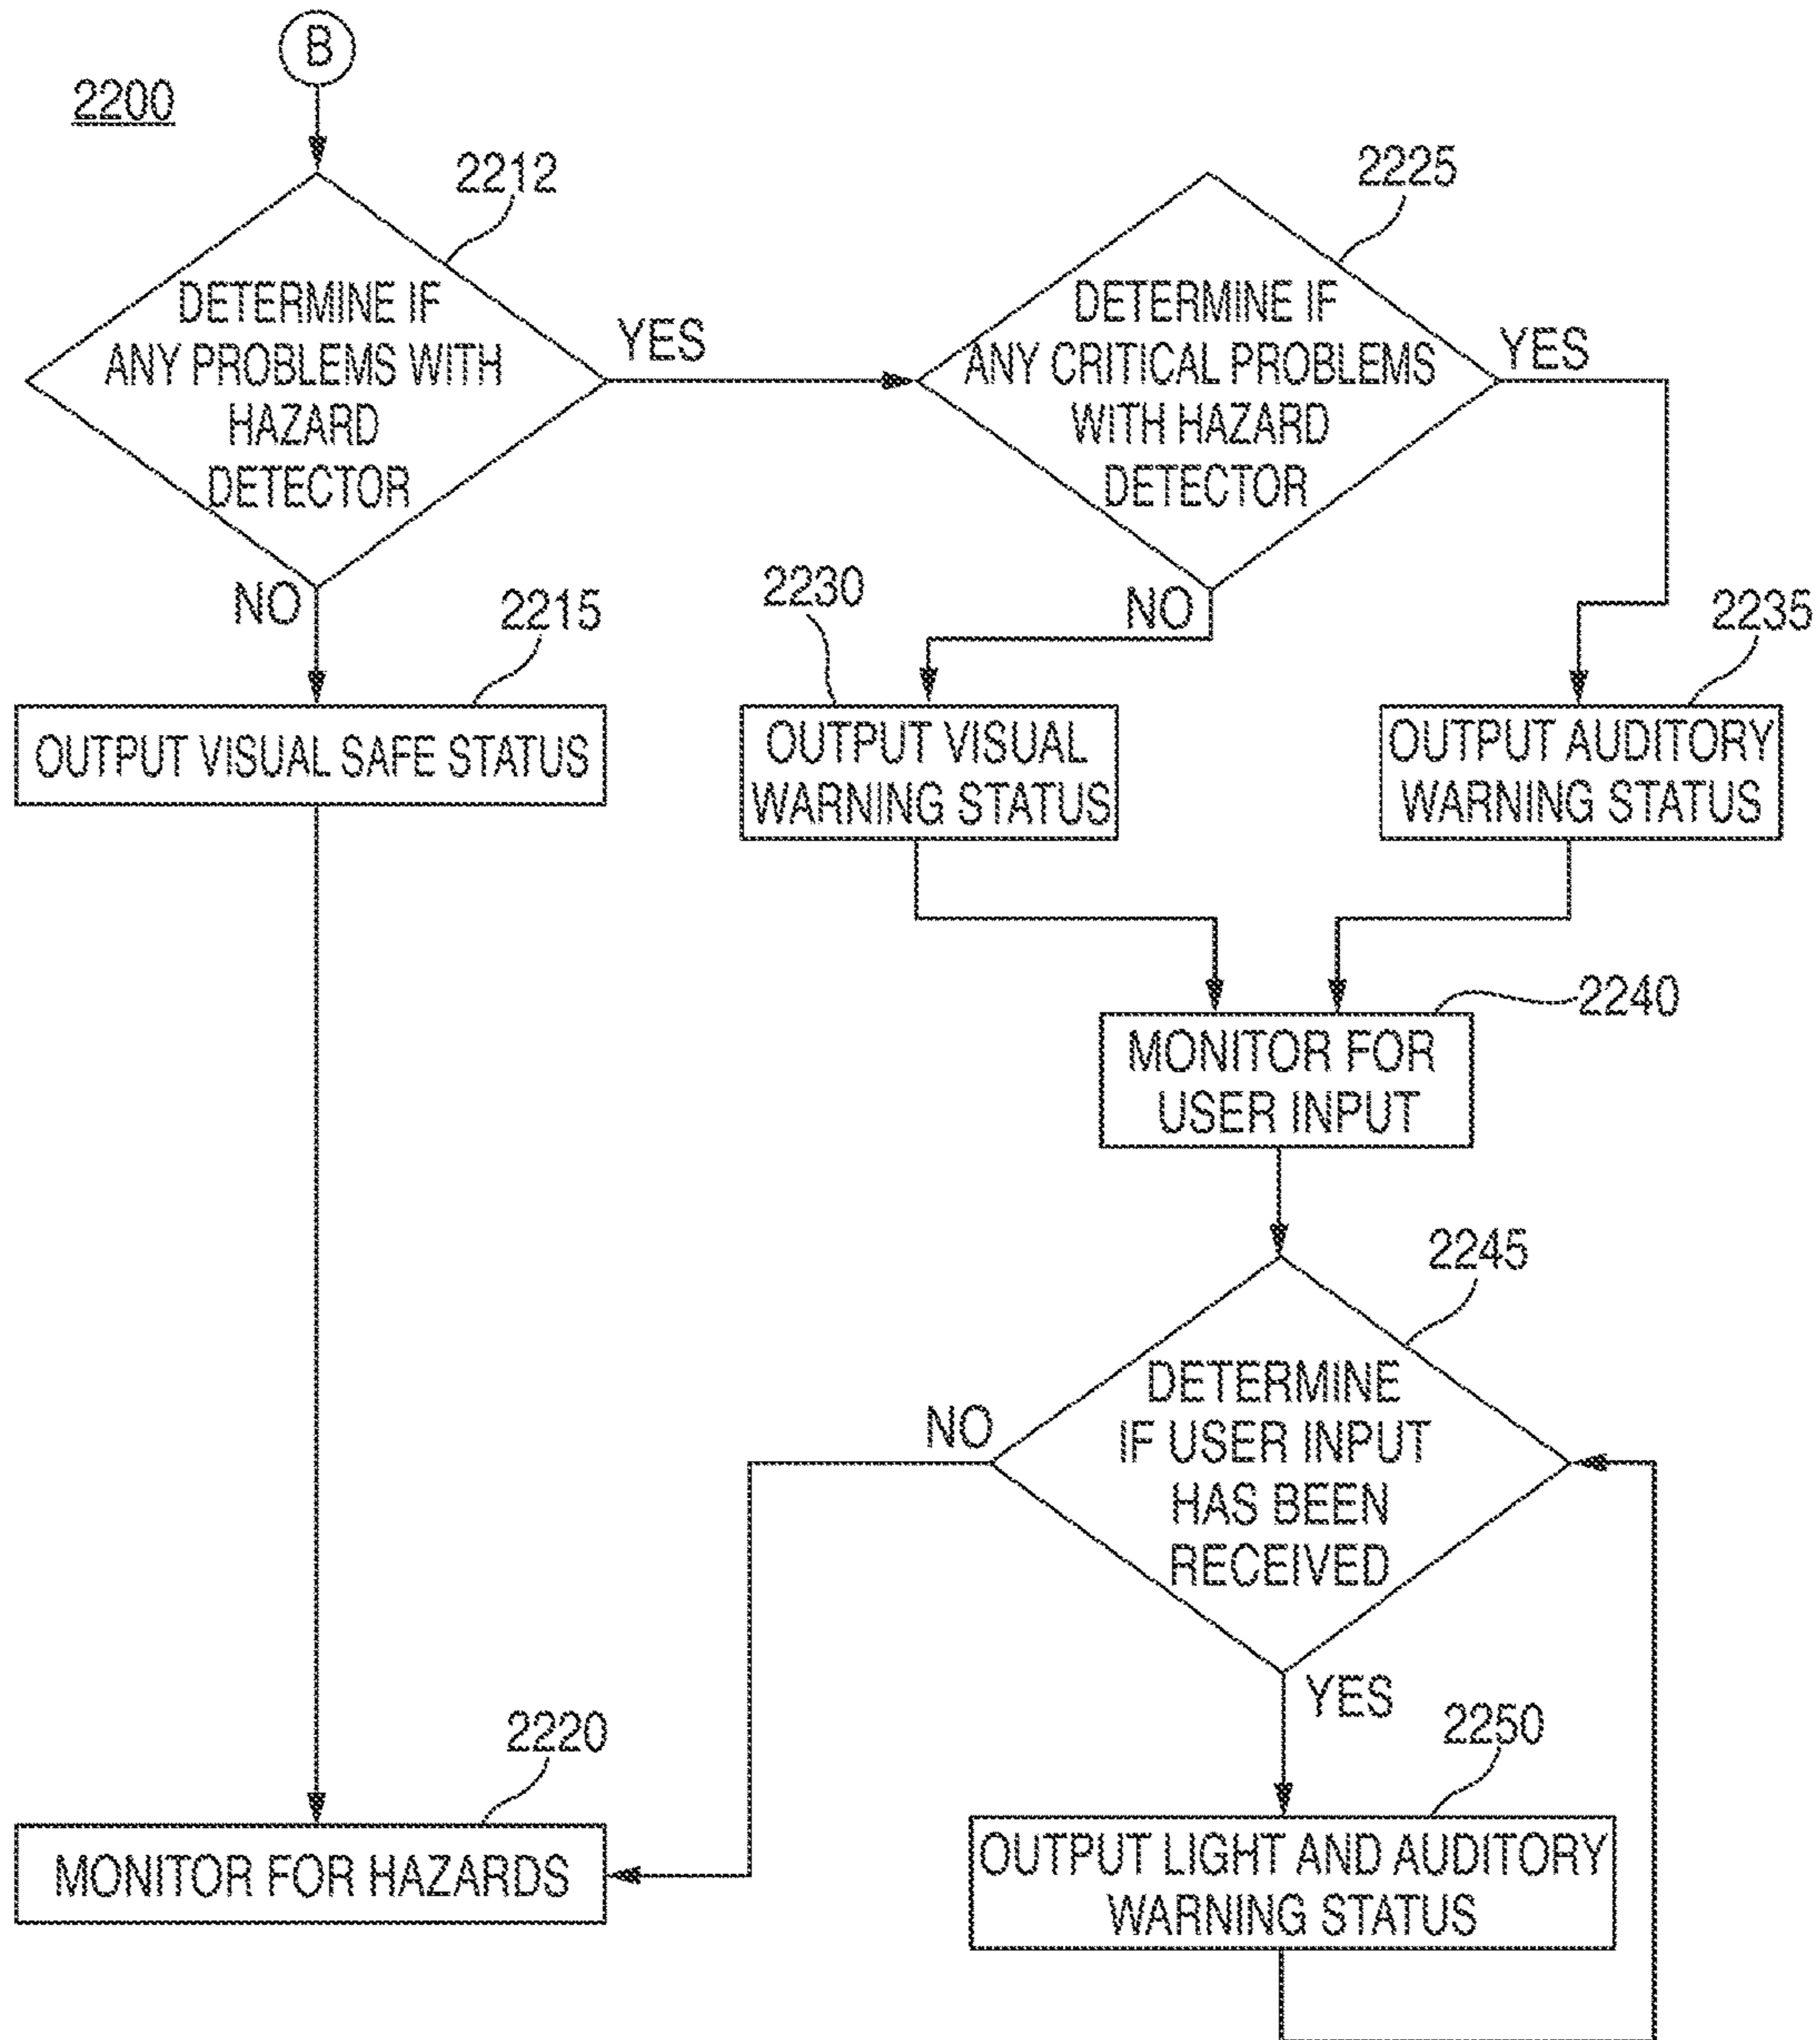 B
2200
2212
DETERMINE IF
ANY PROBLEMS WITH
HAZARD
DETECTOR
YES
NO
2225
DETERMINE IF
ANY CRITICAL PROBLEMS
WITH HAZARD
DETECTOR
YES
NO
2215
OUTPUT VISUAL SAFE STATUS
2230
OUTPUT VISUAL
WARNING STATUS
2235
OUTPUT AUDITORY
WARNING STATUS
2240
MONITOR FOR
USER INPUT
2245
DETERMINE
IF USER INPUT
HAS BEEN
RECEIVED
NO
YES
2220
MONITOR FOR HAZARDS
2250
OUTPUT LIGHT AND AUDITORY
WARNING STATUS